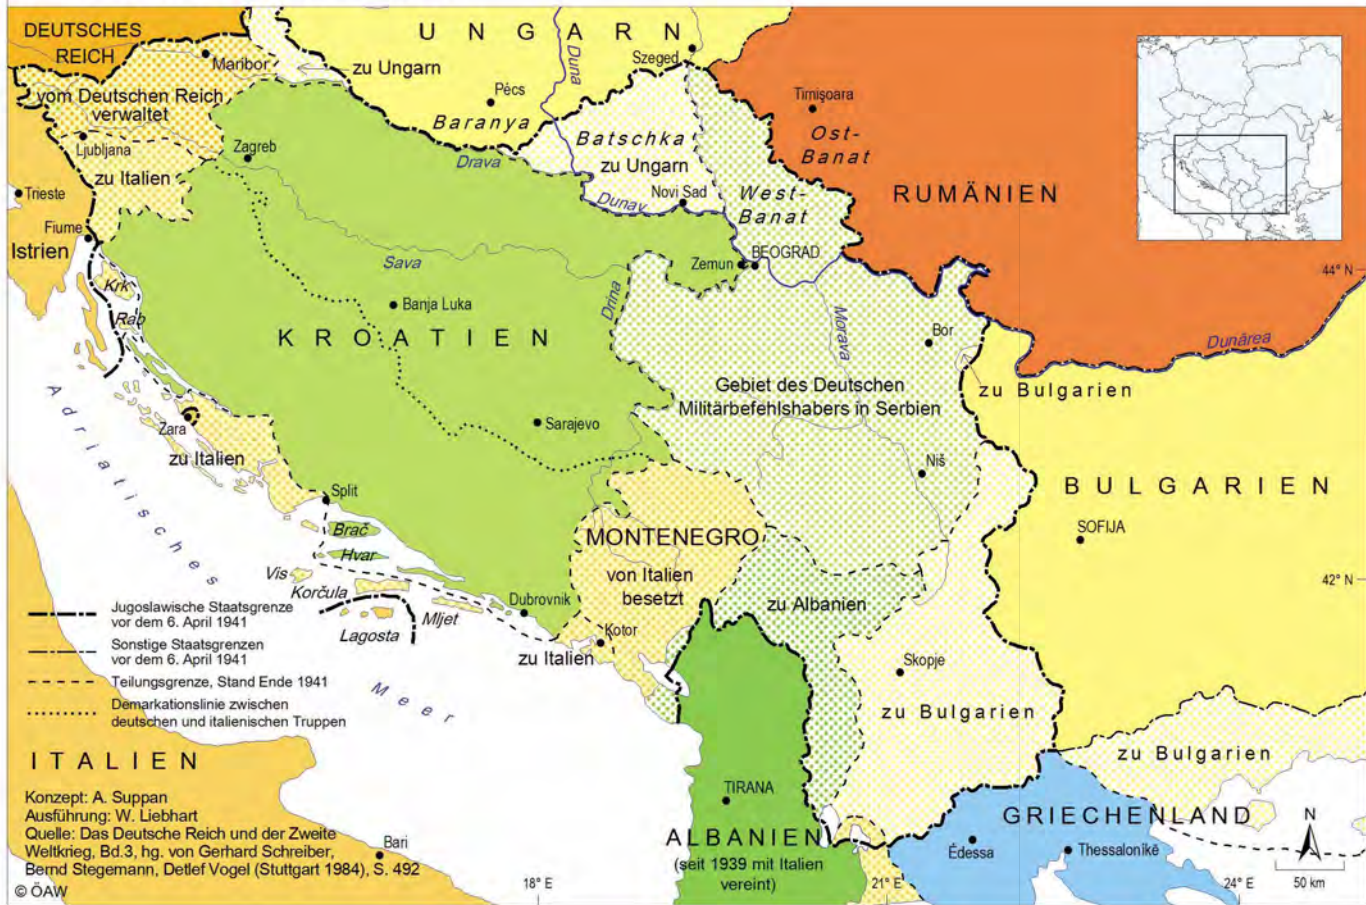 DEUTSCHES
REICH
UNGARN
Maribor
zu Ungarn
Duna
Szeged
vom Deutschen Reich
verwaltet
Pécs
Baranya
Timişoara
Ost-
Banat
Batschka
zu Ungarn
Ljubljana
Zagreb
Drava
zu Italien
Trieste
Novi Sad
Dunav
West-
Banat
RUMÄNIEN
Fiume
Istrien
Sava
Zemun
BEOGRAD
44° N
Krk
Rab
Banja Luka
Drina
Morava
Bor
Dunărea
KROATIEN
Adriatisches
Meer
Gebiet des Deutschen
Militärbefehlshabers in Serbien
zu Bulgarien
Zara
zu Italien
Sarajevo
Niš
BULGARIEN
Split
SOFIJA
Brač
Hvar
MONTENEGRO
von Italien
besetzt
Vis
Korčula
Dubrovnik
zu Albanien
42° N
Lagosta
Mljet
Kotor
zu Italien
Skopje
zu Bulgarien
Jugoslawische Staatsgrenze
vor dem 6. April 1941
Sonstige Staatsgrenzen
vor dem 6. April 1941
Teilungsgrenze, Stand Ende 1941
Demarkationslinie zwischen
deutschen und italienischen Truppen
zu Bulgarien
ITALIEN
Konzept: A. Suppan
Ausführung: W. Liebhart
Quelle: Das Deutsche Reich und der Zweite
Weltkrieg, Bd.3, hg. von Gerhard Schreiber,
Bernd Stegemann, Detlef Vogel (Stuttgart 1984), S. 492
© ÖAW
Bari
TIRANA
ALBANIEN
(seit 1939 mit Italien
vereint)
GRIECHENLAND
Édessa
Thessaloníkē
N
50 km
18° E
21° E
24° E